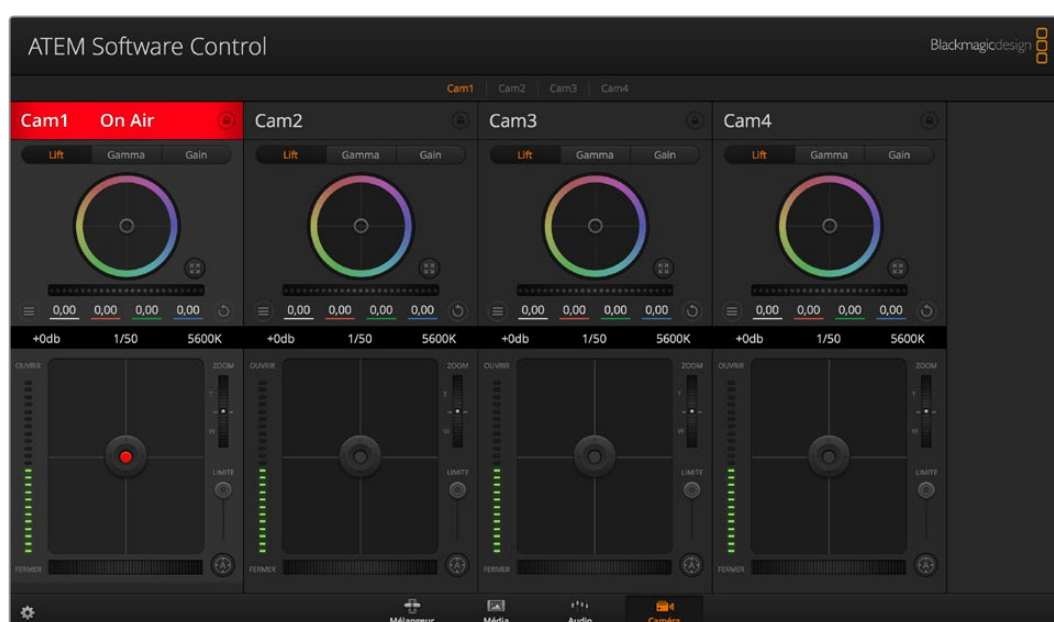 ATEM Software Control
Blackmagicdesign
Cam1 Cam2 Cam3 Cam4
Cam1 On Air Cam2 Cam3 Cam4
Lift Gamma Gain Lift Gamma Gain Lift Gamma Gain Lift Gamma Gain
0,00 0,00 0,00 0,00 0,00 0,00 0,00 0,00 0,00 0,00 0,00 0,00 0,00 0,00 0,00 0,00
+0db 1/50 5600K +0db 1/50 5600K +0db 1/50 5600K +0db 1/50 5600K
OUVRIR ZOOM OUVRIR ZOOM OUVRIR ZOOM OUVRIR ZOOM
T T T T
W W W W
LIMITE LIMITE LIMITE LIMITE
A A A A
FERMER FERMER FERMER FERMER
Mélangeur Média Audio Caméra